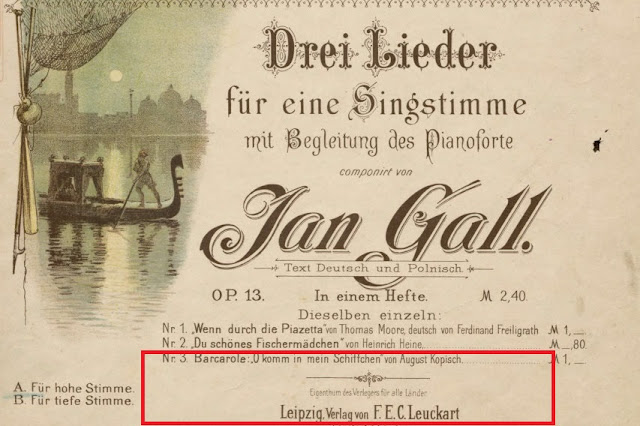 Drei Lieder
für eine Singstimme
mit Begleitung des Pianoforte
componirt von
Jan Gall.
Text Deutsch und Polnisch.
OP. 13. In einem Hefte. M 2,40.
Dieselben einzeln:
Nr. 1. „Wenn durch die Piazetta" von Thomas Moore, deutsch von Ferdinand Freiligrath M 1,__
Nr. 2. „Du schönes Fischermädchen" von Heinrich Heine. M __,80
Nr. 3. Barcarole: „O komm in mein Schiffchen" von August Kopisch. M 1,__
A. Für hohe Stimme.
B. Für tiefe Stimme.
Eigenthum des Verlegers für alle Länder.
Leipzig, Verlag von F. E. C. Leuckart